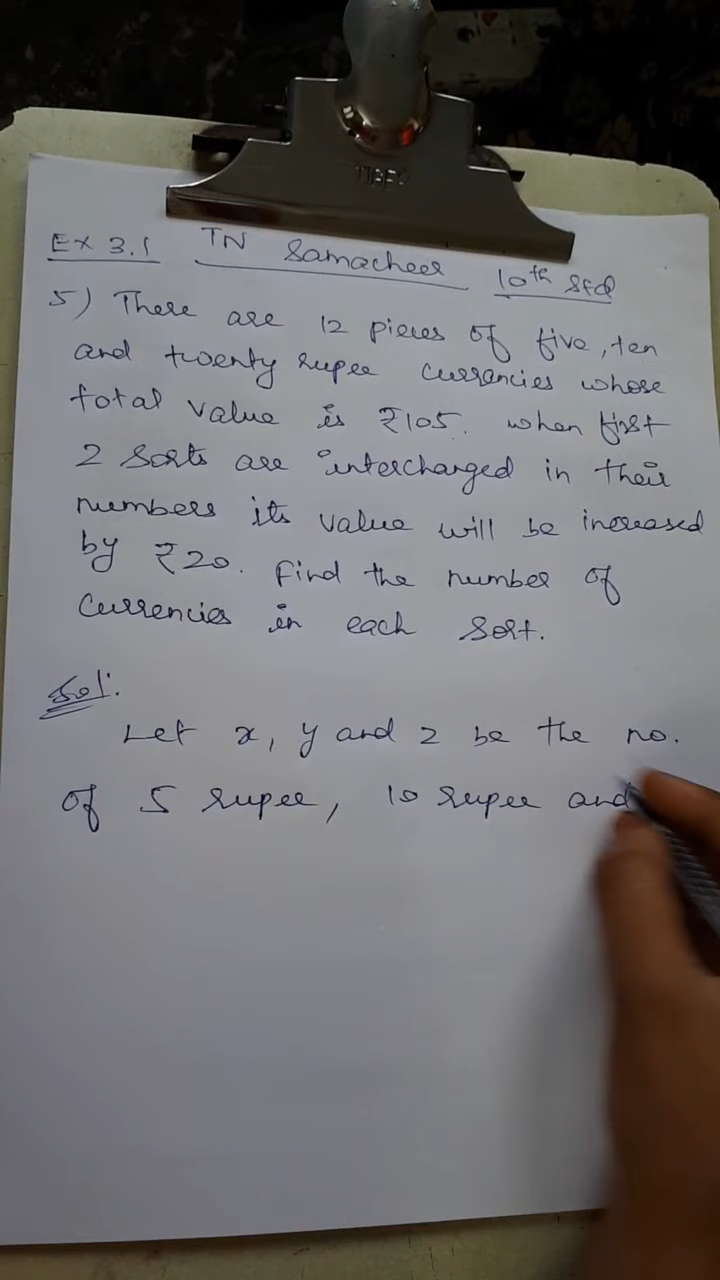 Ex 3.1 TN Samacheer 10th Std
5) There are 12 pieces of five, ten
and twenty rupee currencies whose
total value is ₹105. when first
2 sorts are interchanged in their
numbers its value will be increased
by ₹20. Find the number of
currencies in each sort.
Sol:
Let x, y and z be the no.
of 5 rupee, 10 rupee and